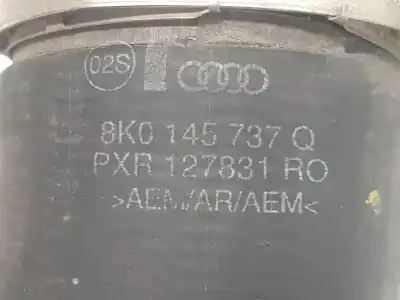 02S
8K0 145 737 Q
PXR 127831 RO
>AEM/AR/AEM<